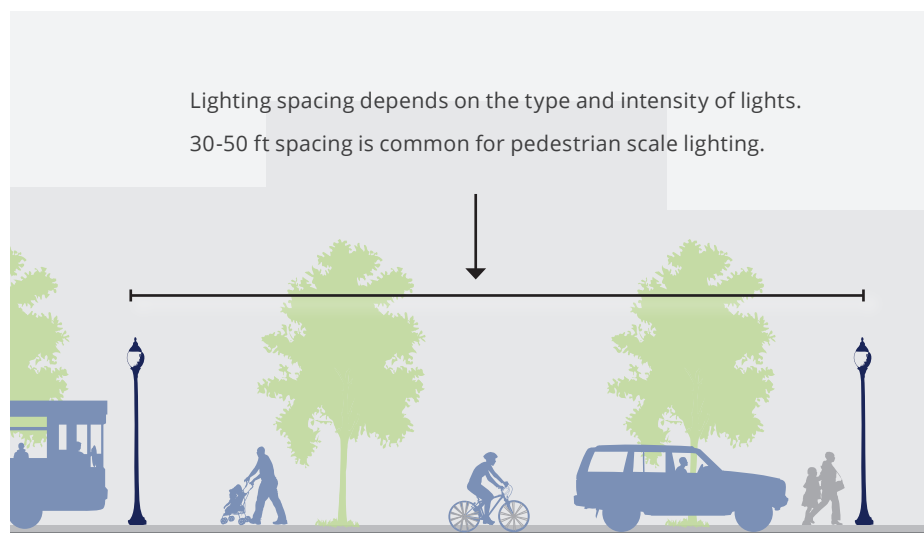 Lighting spacing depends on the type and intensity of lights.
30-50 ft spacing is common for pedestrian scale lighting.